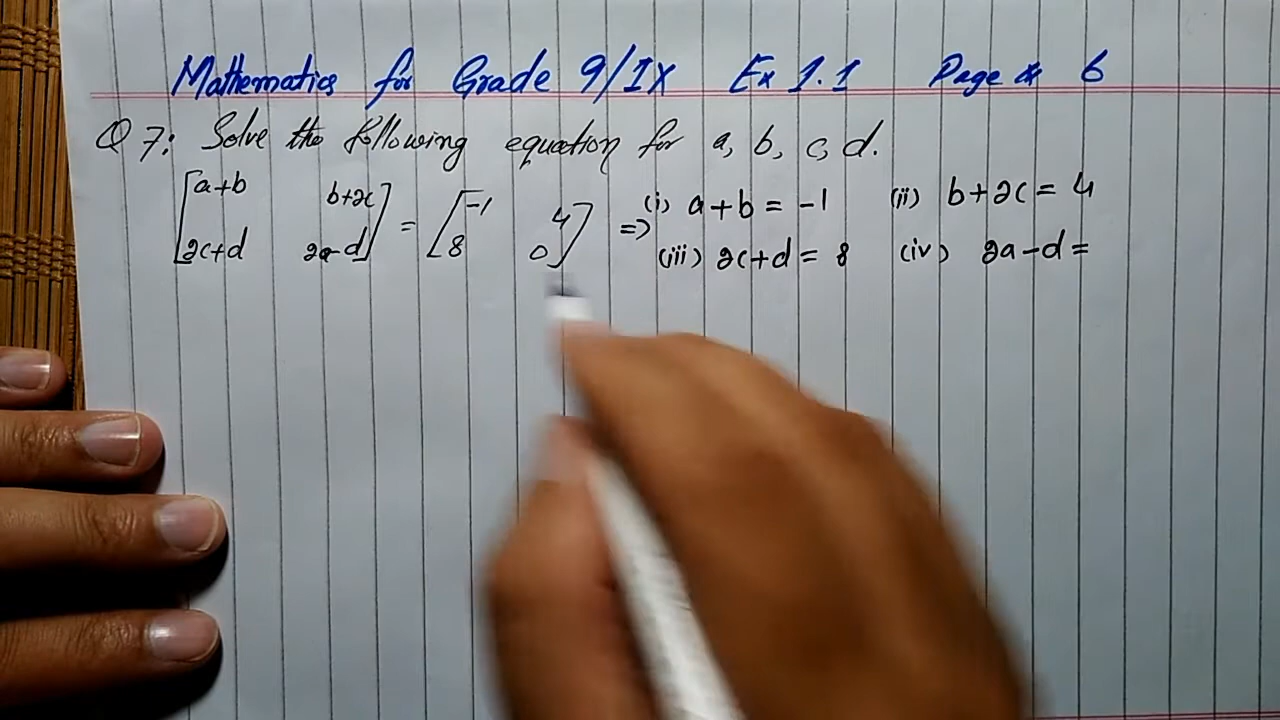 Mathematics for Grade 9/IX Ex 1.1 Page # 6
Q 7: Solve the following equation for a, b, c, d.
[a+b b+2c] = [-1 4] => (i) a+b = -1 (ii) b+2c = 4
[2c+d 2a-d] [8 0] (iii) 2c+d = 8 (iv) 2a-d =